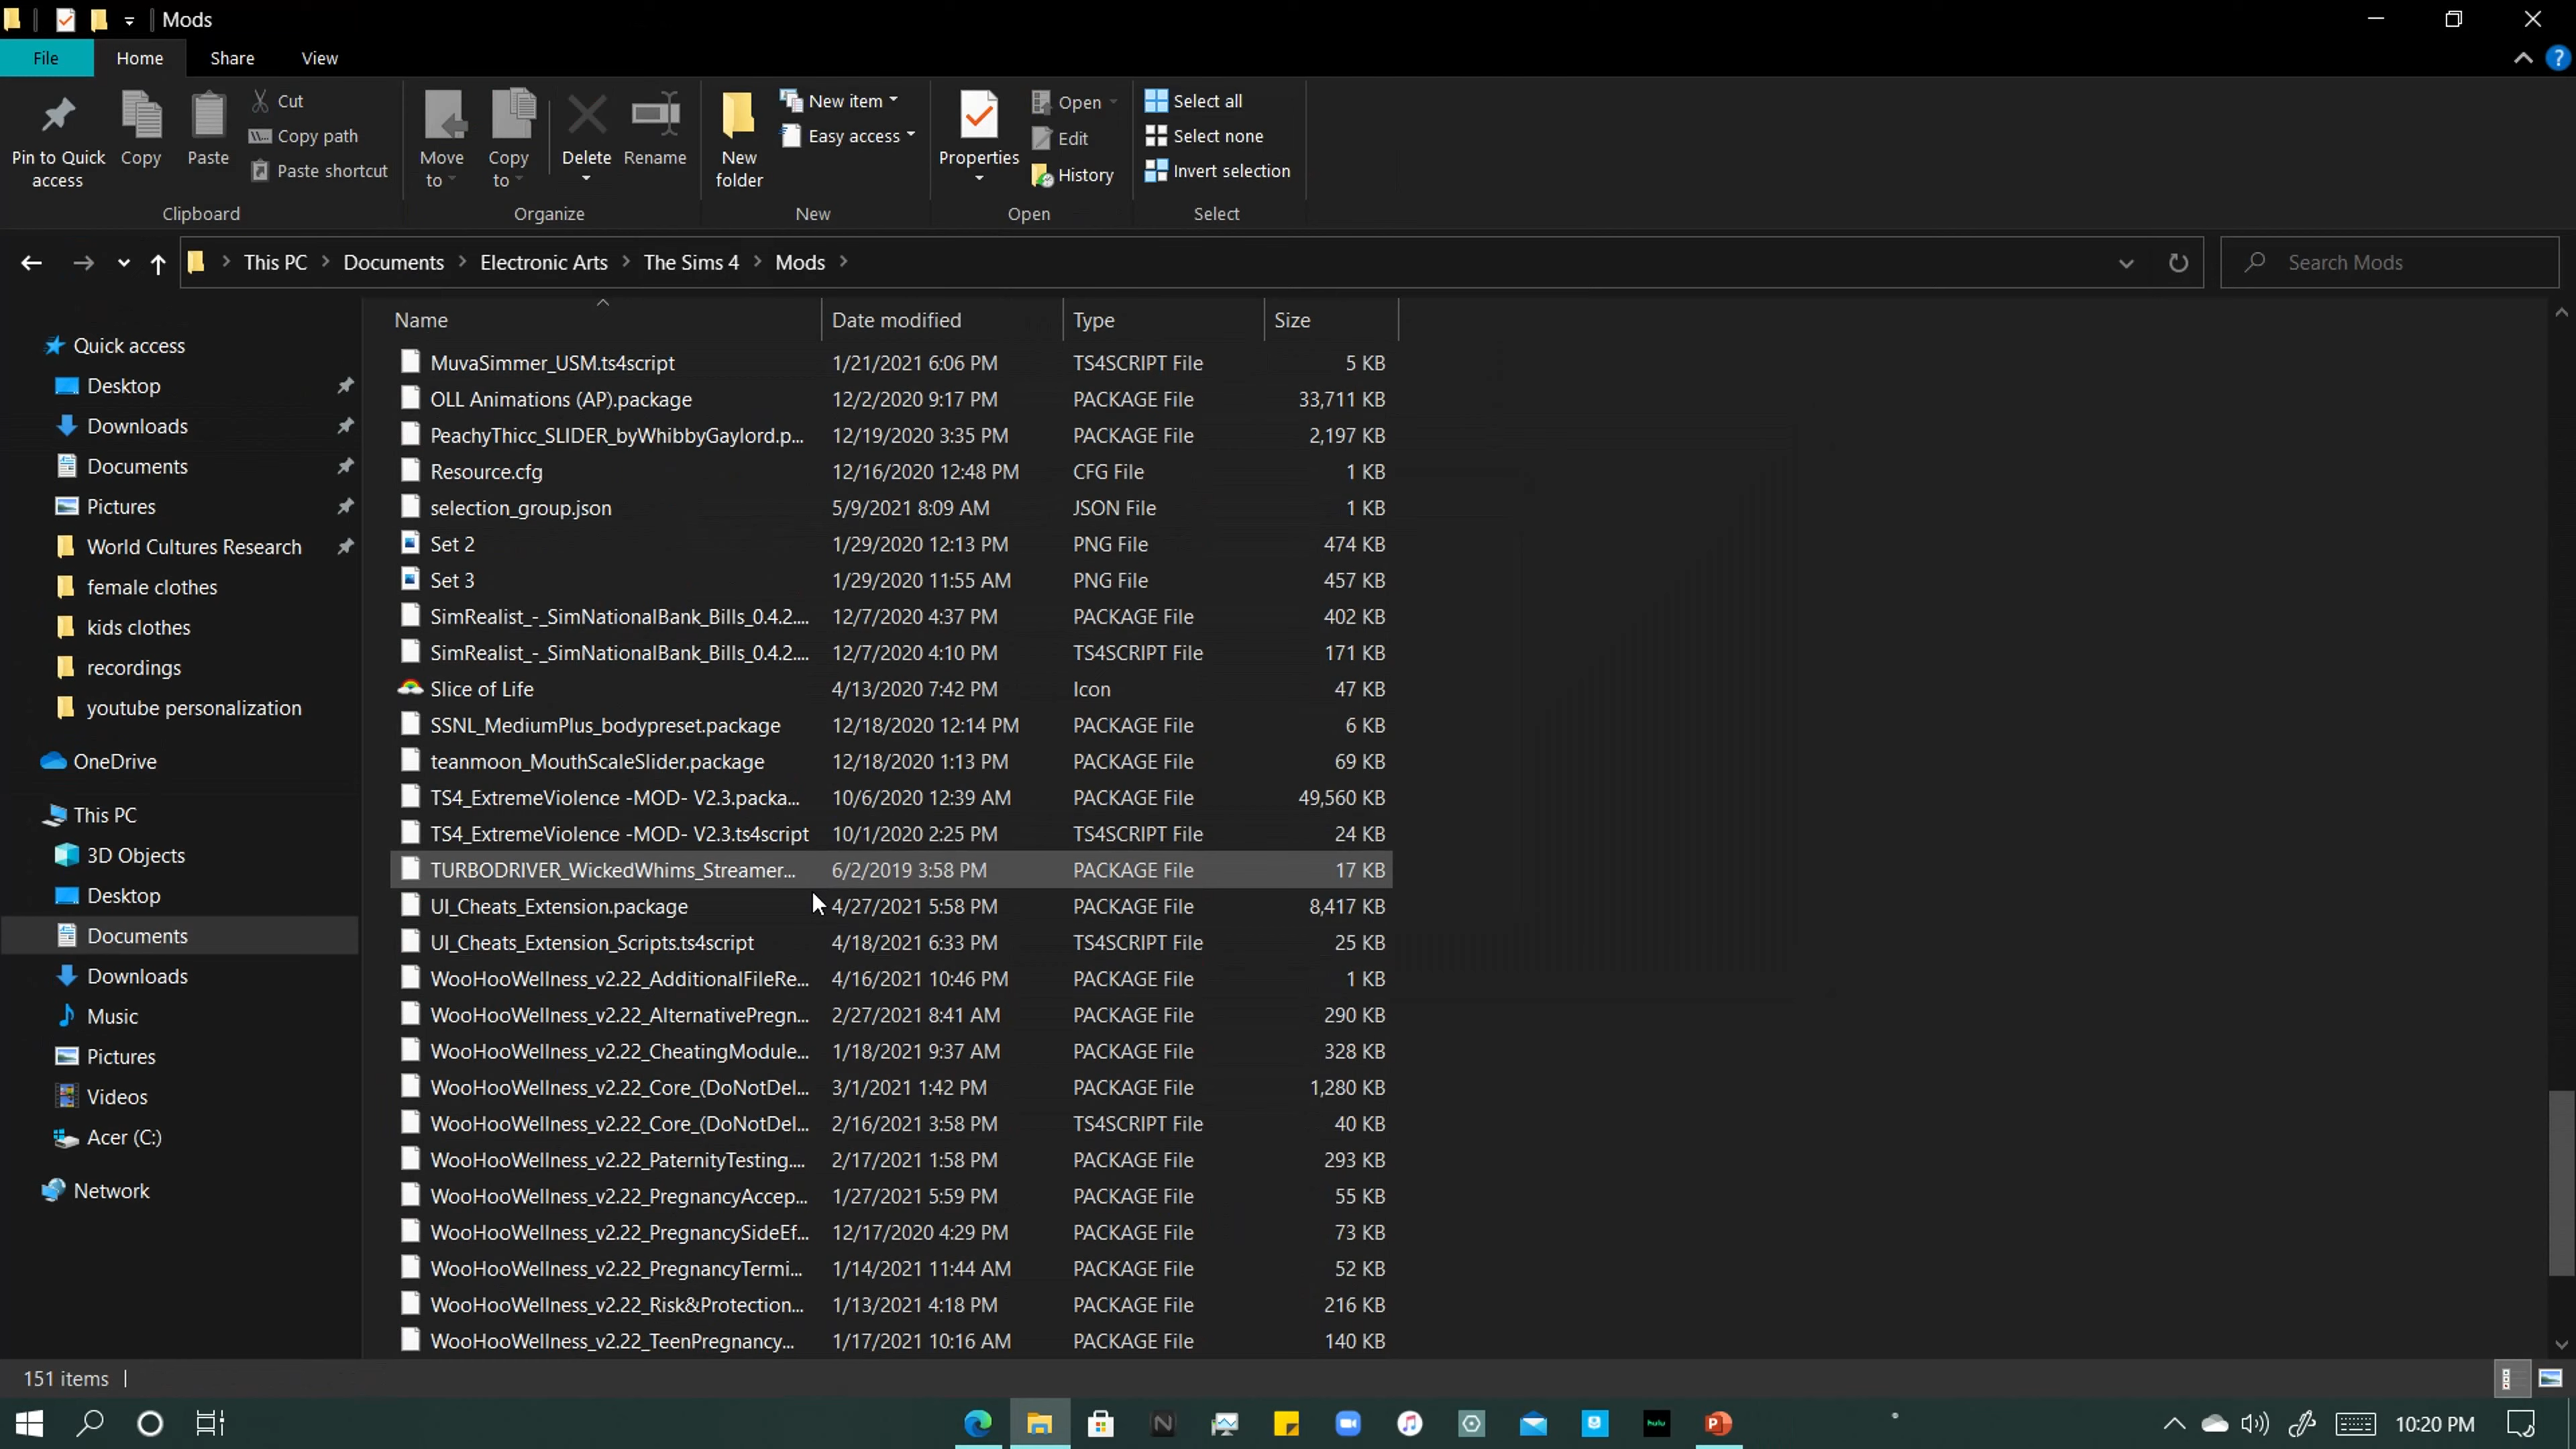 Mods
File Home Share View
Pin to Quick access
Copy
Paste
Cut
Copy path
Paste shortcut
Clipboard
Move to
Copy to
Delete
Rename
Organize
New folder
New item
Easy access
New
Properties
Open
Edit
History
Open
Select all
Select none
Invert selection
Select
This PC Documents Electronic Arts The Sims 4 Mods
Search Mods
Quick access
Desktop
Downloads
Documents
Pictures
World Cultures Research
female clothes
kids clothes
recordings
youtube personalization
OneDrive
This PC
3D Objects
Desktop
Documents
Downloads
Music
Pictures
Videos
Acer (C:)
Network
Name Date modified Type Size
MuvaSimmer_USM.ts4script 1/21/2021 6:06 PM TS4SCRIPT File 5 KB
OLL Animations (AP).package 12/2/2020 9:17 PM PACKAGE File 33,711 KB
PeachyThicc_SLIDER_byWhibbyGaylord.p... 12/19/2020 3:35 PM PACKAGE File 2,197 KB
Resource.cfg 12/16/2020 12:48 PM CFG File 1 KB
selection_group.json 5/9/2021 8:09 AM JSON File 1 KB
Set 2 1/29/2020 12:13 PM PNG File 474 KB
Set 3 1/29/2020 11:55 AM PNG File 457 KB
SimRealist_-_SimNationalBank_Bills_0.4.2.... 12/7/2020 4:37 PM PACKAGE File 402 KB
SimRealist_-_SimNationalBank_Bills_0.4.2.... 12/7/2020 4:10 PM TS4SCRIPT File 171 KB
Slice of Life 4/13/2020 7:42 PM Icon 47 KB
SSNL_MediumPlus_bodypreset.package 12/18/2020 12:14 PM PACKAGE File 6 KB
teanmoon_MouthScaleSlider.package 12/18/2020 1:13 PM PACKAGE File 69 KB
TS4_ExtremeViolence -MOD- V2.3.packa... 10/6/2020 12:39 AM PACKAGE File 49,560 KB
TS4_ExtremeViolence -MOD- V2.3.ts4script 10/1/2020 2:25 PM TS4SCRIPT File 24 KB
TURBODRIVER_WickedWhims_Streamer... 6/2/2019 3:58 PM PACKAGE File 17 KB
UI_Cheats_Extension.package 4/27/2021 5:58 PM PACKAGE File 8,417 KB
UI_Cheats_Extension_Scripts.ts4script 4/18/2021 6:33 PM TS4SCRIPT File 25 KB
WooHooWellness_v2.22_AdditionalFileRe... 4/16/2021 10:46 PM PACKAGE File 1 KB
WooHooWellness_v2.22_AlternativePregn... 2/27/2021 8:41 AM PACKAGE File 290 KB
WooHooWellness_v2.22_CheatingModule... 1/18/2021 9:37 AM PACKAGE File 328 KB
WooHooWellness_v2.22_Core_(DoNotDel... 3/1/2021 1:42 PM PACKAGE File 1,280 KB
WooHooWellness_v2.22_Core_(DoNotDel... 2/16/2021 3:58 PM TS4SCRIPT File 40 KB
WooHooWellness_v2.22_PaternityTesting.... 2/17/2021 1:58 PM PACKAGE File 293 KB
WooHooWellness_v2.22_PregnancyAccep... 1/27/2021 5:59 PM PACKAGE File 55 KB
WooHooWellness_v2.22_PregnancySideEf... 12/17/2020 4:29 PM PACKAGE File 73 KB
WooHooWellness_v2.22_PregnancyTermi... 1/14/2021 11:44 AM PACKAGE File 52 KB
WooHooWellness_v2.22_Risk&Protection... 1/13/2021 4:18 PM PACKAGE File 216 KB
WooHooWellness_v2.22_TeenPregnancy... 1/17/2021 10:16 AM PACKAGE File 140 KB
151 items
hulu
10:20 PM